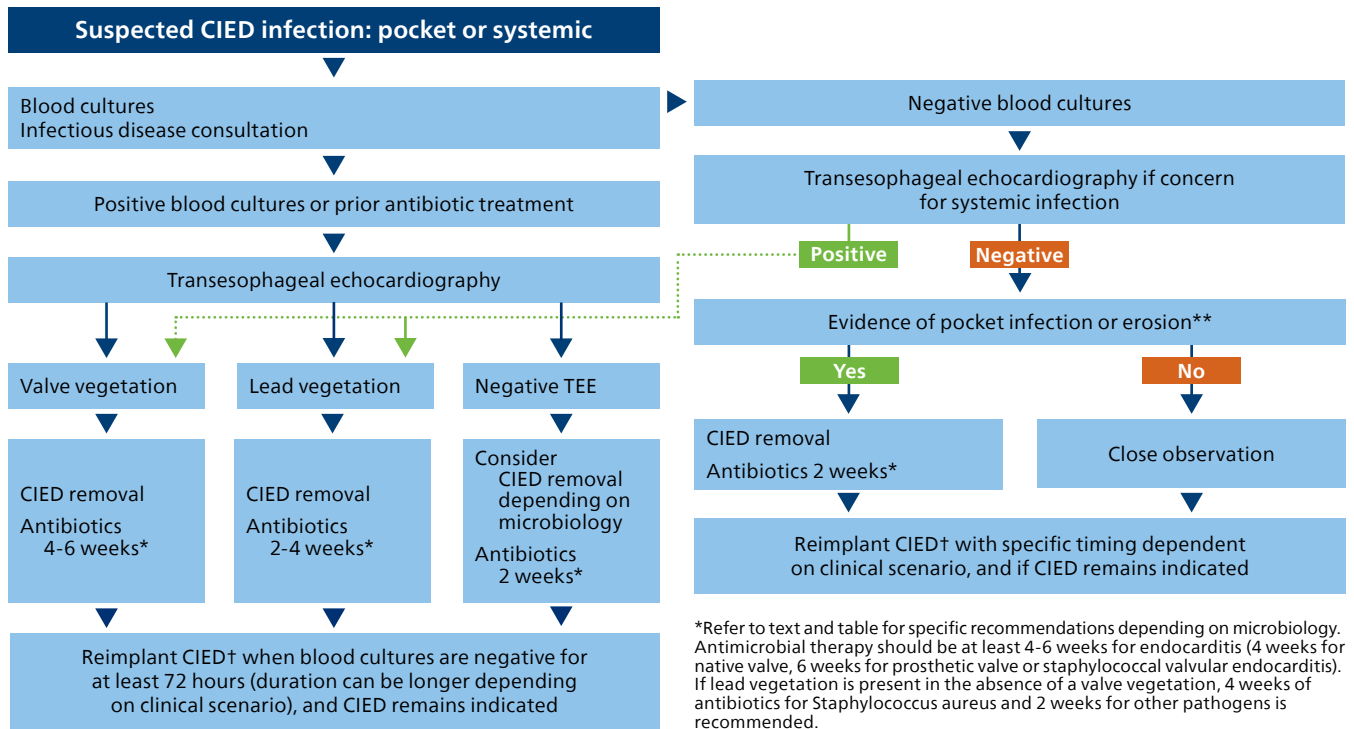 Suspected CIED infection: pocket or systemic
Blood cultures
Infectious disease consultation
Positive blood cultures or prior antibiotic treatment
Transesophageal echocardiography
Valve vegetation
Lead vegetation
Negative TEE
CIED removal
Antibiotics
4-6 weeks*
CIED removal
Antibiotics
2-4 weeks*
Consider
CIED removal
depending on
microbiology
Antibiotics
2 weeks*
Reimplant CIED† when blood cultures are negative for
at least 72 hours (duration can be longer depending
on clinical scenario), and CIED remains indicated
Negative blood cultures
Transesophageal echocardiography if concern
for systemic infection
Positive
Negative
Evidence of pocket infection or erosion**
Yes
No
CIED removal
Antibiotics 2 weeks*
Close observation
Reimplant CIED† with specific timing dependent
on clinical scenario, and if CIED remains indicated
*Refer to text and table for specific recommendations depending on microbiology.
Antimicrobial therapy should be at least 4-6 weeks for endocarditis (4 weeks for
native valve, 6 weeks for prosthetic valve or staphylococcal valvular endocarditis).
If lead vegetation is present in the absence of a valve vegetation, 4 weeks of
antibiotics for Staphylococcus aureus and 2 weeks for other pathogens is
recommended.